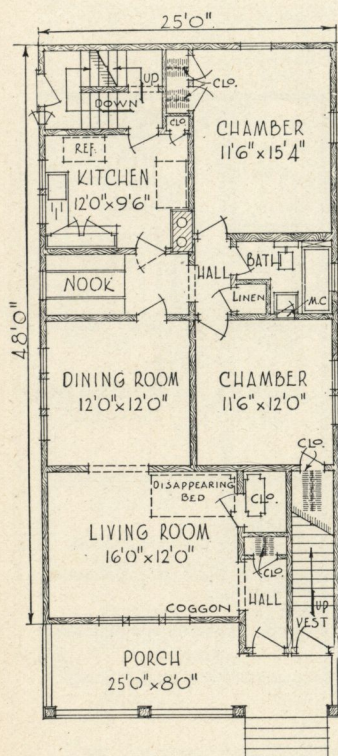 25'0"
UP
DOWN
CLO.
CLO
REF.
CHAMBER
11'6"x15'4"
KITCHEN
12'0"x9'6"
BATH
HALL
NOOK
LINEN
M.C
48'0"
DINING ROOM
12'0"x12'0"
CHAMBER
11'6"x12'0"
CLO.
DISAPPEARING
BED
CLO.
LIVING ROOM
16'0"x12'0"
CLO.
COGGON
HALL
UP
VEST
PORCH
25'0"x8'0"